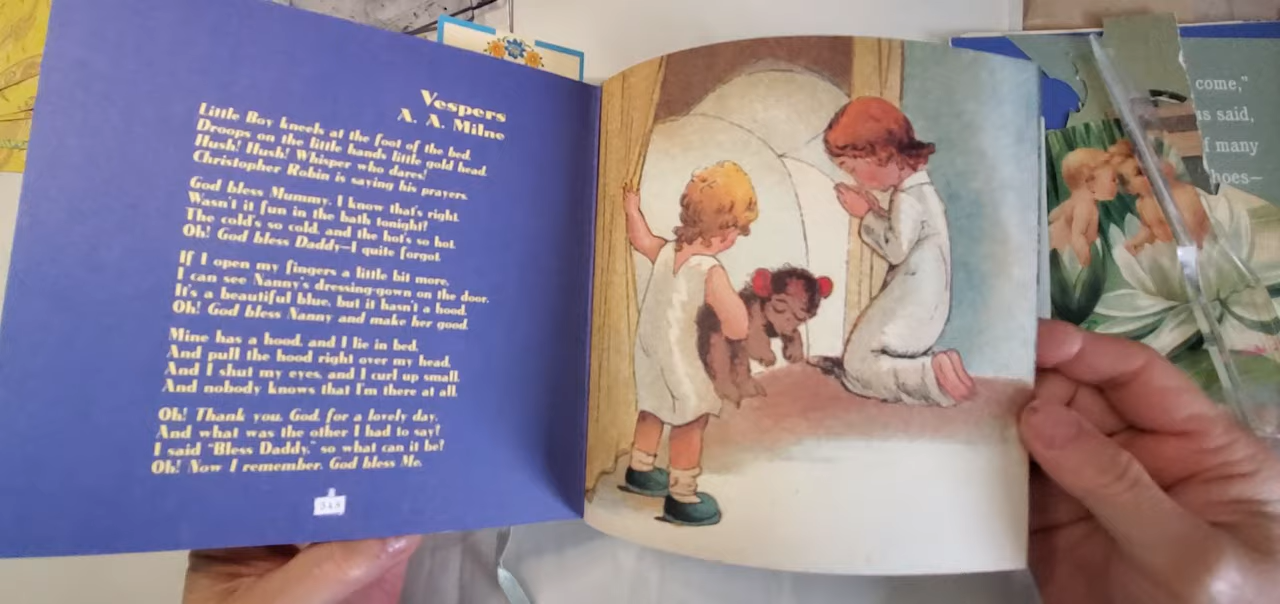 Vespers
A. A. Milne
Little Boy kneels at the foot of the bed,
Droops on the little hands little gold head.
Hush! Hush! Whisper who dares!
Christopher Robin is saying his prayers.
God bless Mummy. I know that's right.
Wasn't it fun in the bath tonight?
The cold's so cold, and the hot's so hot.
Oh! God bless Daddy—I quite forgot.
If I open my fingers a little bit more,
I can see Nanny's dressing-gown on the door.
It's a beautiful blue, but it hasn't a hood.
Oh! God bless Nanny and make her good.
Mine has a hood, and I lie in bed,
And pull the hood right over my head,
And I shut my eyes, and I curl up small,
And nobody knows that I'm there at all.
Oh! Thank you, God, for a lovely day.
And what was the other I had to say?
I said "Bless Daddy," so what can it be?
Oh! Now I remember. God bless Me.
come,"
said,
many
hoes—